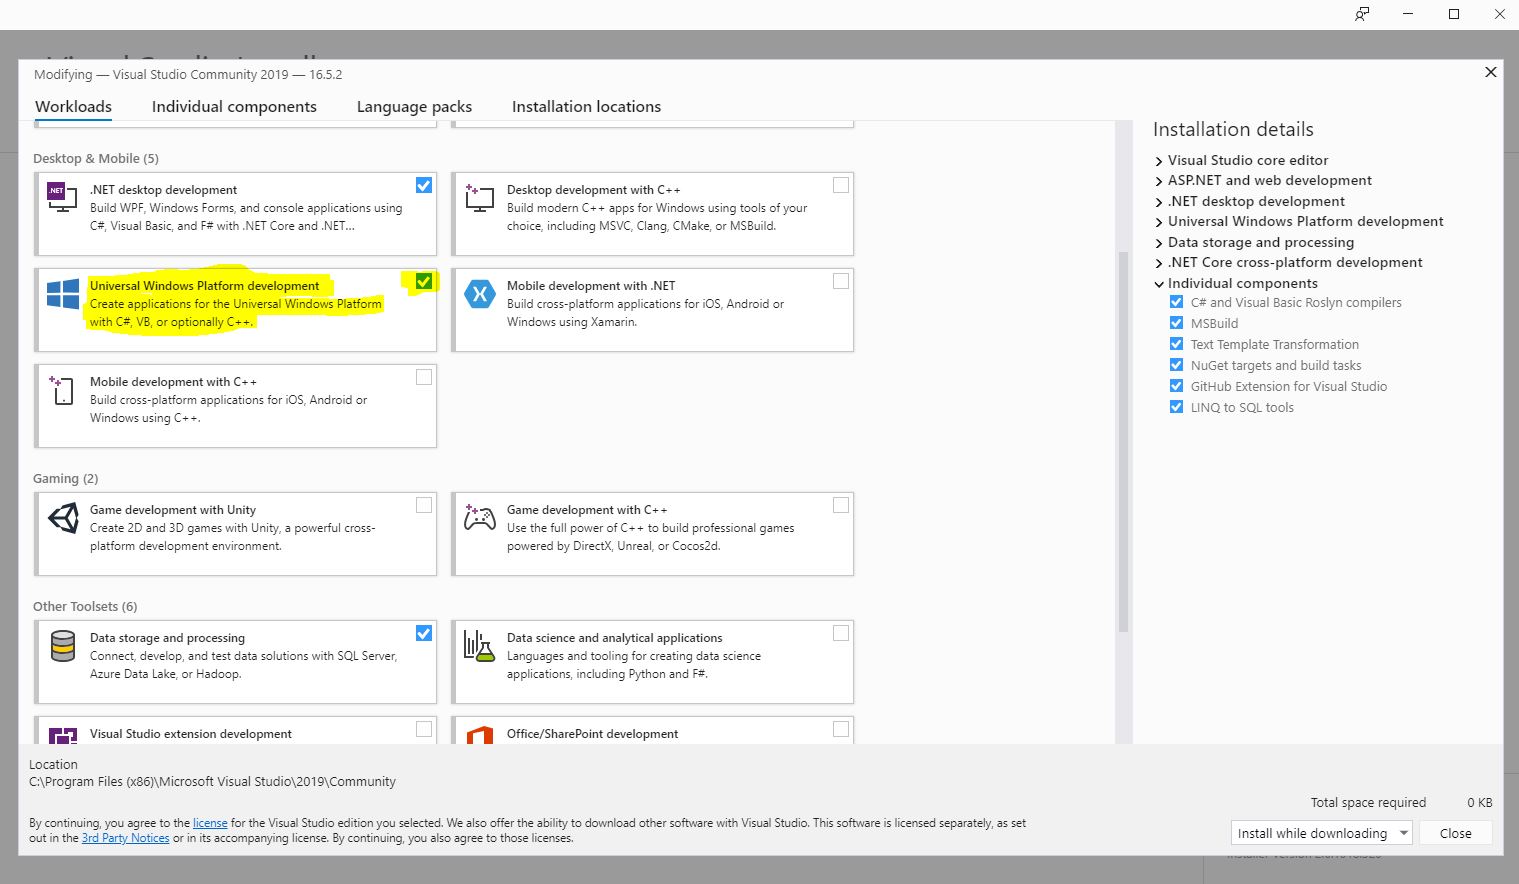 Modifying — Visual Studio Community 2019 — 16.5.2
Workloads
Individual components
Language packs
Installation locations
Desktop & Mobile (5)
.NET
.NET desktop development
Build WPF, Windows Forms, and console applications using
C#, Visual Basic, and F# with .NET Core and .NET...
Desktop development with C++
Build modern C++ apps for Windows using tools of your
choice, including MSVC, Clang, CMake, or MSBuild.
Universal Windows Platform development
Create applications for the Universal Windows Platform
with C#, VB, or optionally C++.
Mobile development with .NET
Build cross-platform applications for iOS, Android or
Windows using Xamarin.
Mobile development with C++
Build cross-platform applications for iOS, Android or
Windows using C++.
Gaming (2)
Game development with Unity
Create 2D and 3D games with Unity, a powerful cross-
platform development environment.
Game development with C++
Use the full power of C++ to build professional games
powered by DirectX, Unreal, or Cocos2d.
Other Toolsets (6)
Data storage and processing
Connect, develop, and test data solutions with SQL Server,
Azure Data Lake, or Hadoop.
Data science and analytical applications
Languages and tooling for creating data science
applications, including Python and F#.
Visual Studio extension development
Office/SharePoint development
Installation details
Visual Studio core editor
ASP.NET and web development
.NET desktop development
Universal Windows Platform development
Data storage and processing
.NET Core cross-platform development
Individual components
C# and Visual Basic Roslyn compilers
MSBuild
Text Template Transformation
NuGet targets and build tasks
GitHub Extension for Visual Studio
LINQ to SQL tools
Location
C:\Program Files (x86)\Microsoft Visual Studio\2019\Community
Total space required 0 KB
By continuing, you agree to the license for the Visual Studio edition you selected. We also offer the ability to download other software with Visual Studio. This software is licensed separately, as set
out in the 3rd Party Notices or in its accompanying license. By continuing, you also agree to those licenses.
Install while downloading
Close